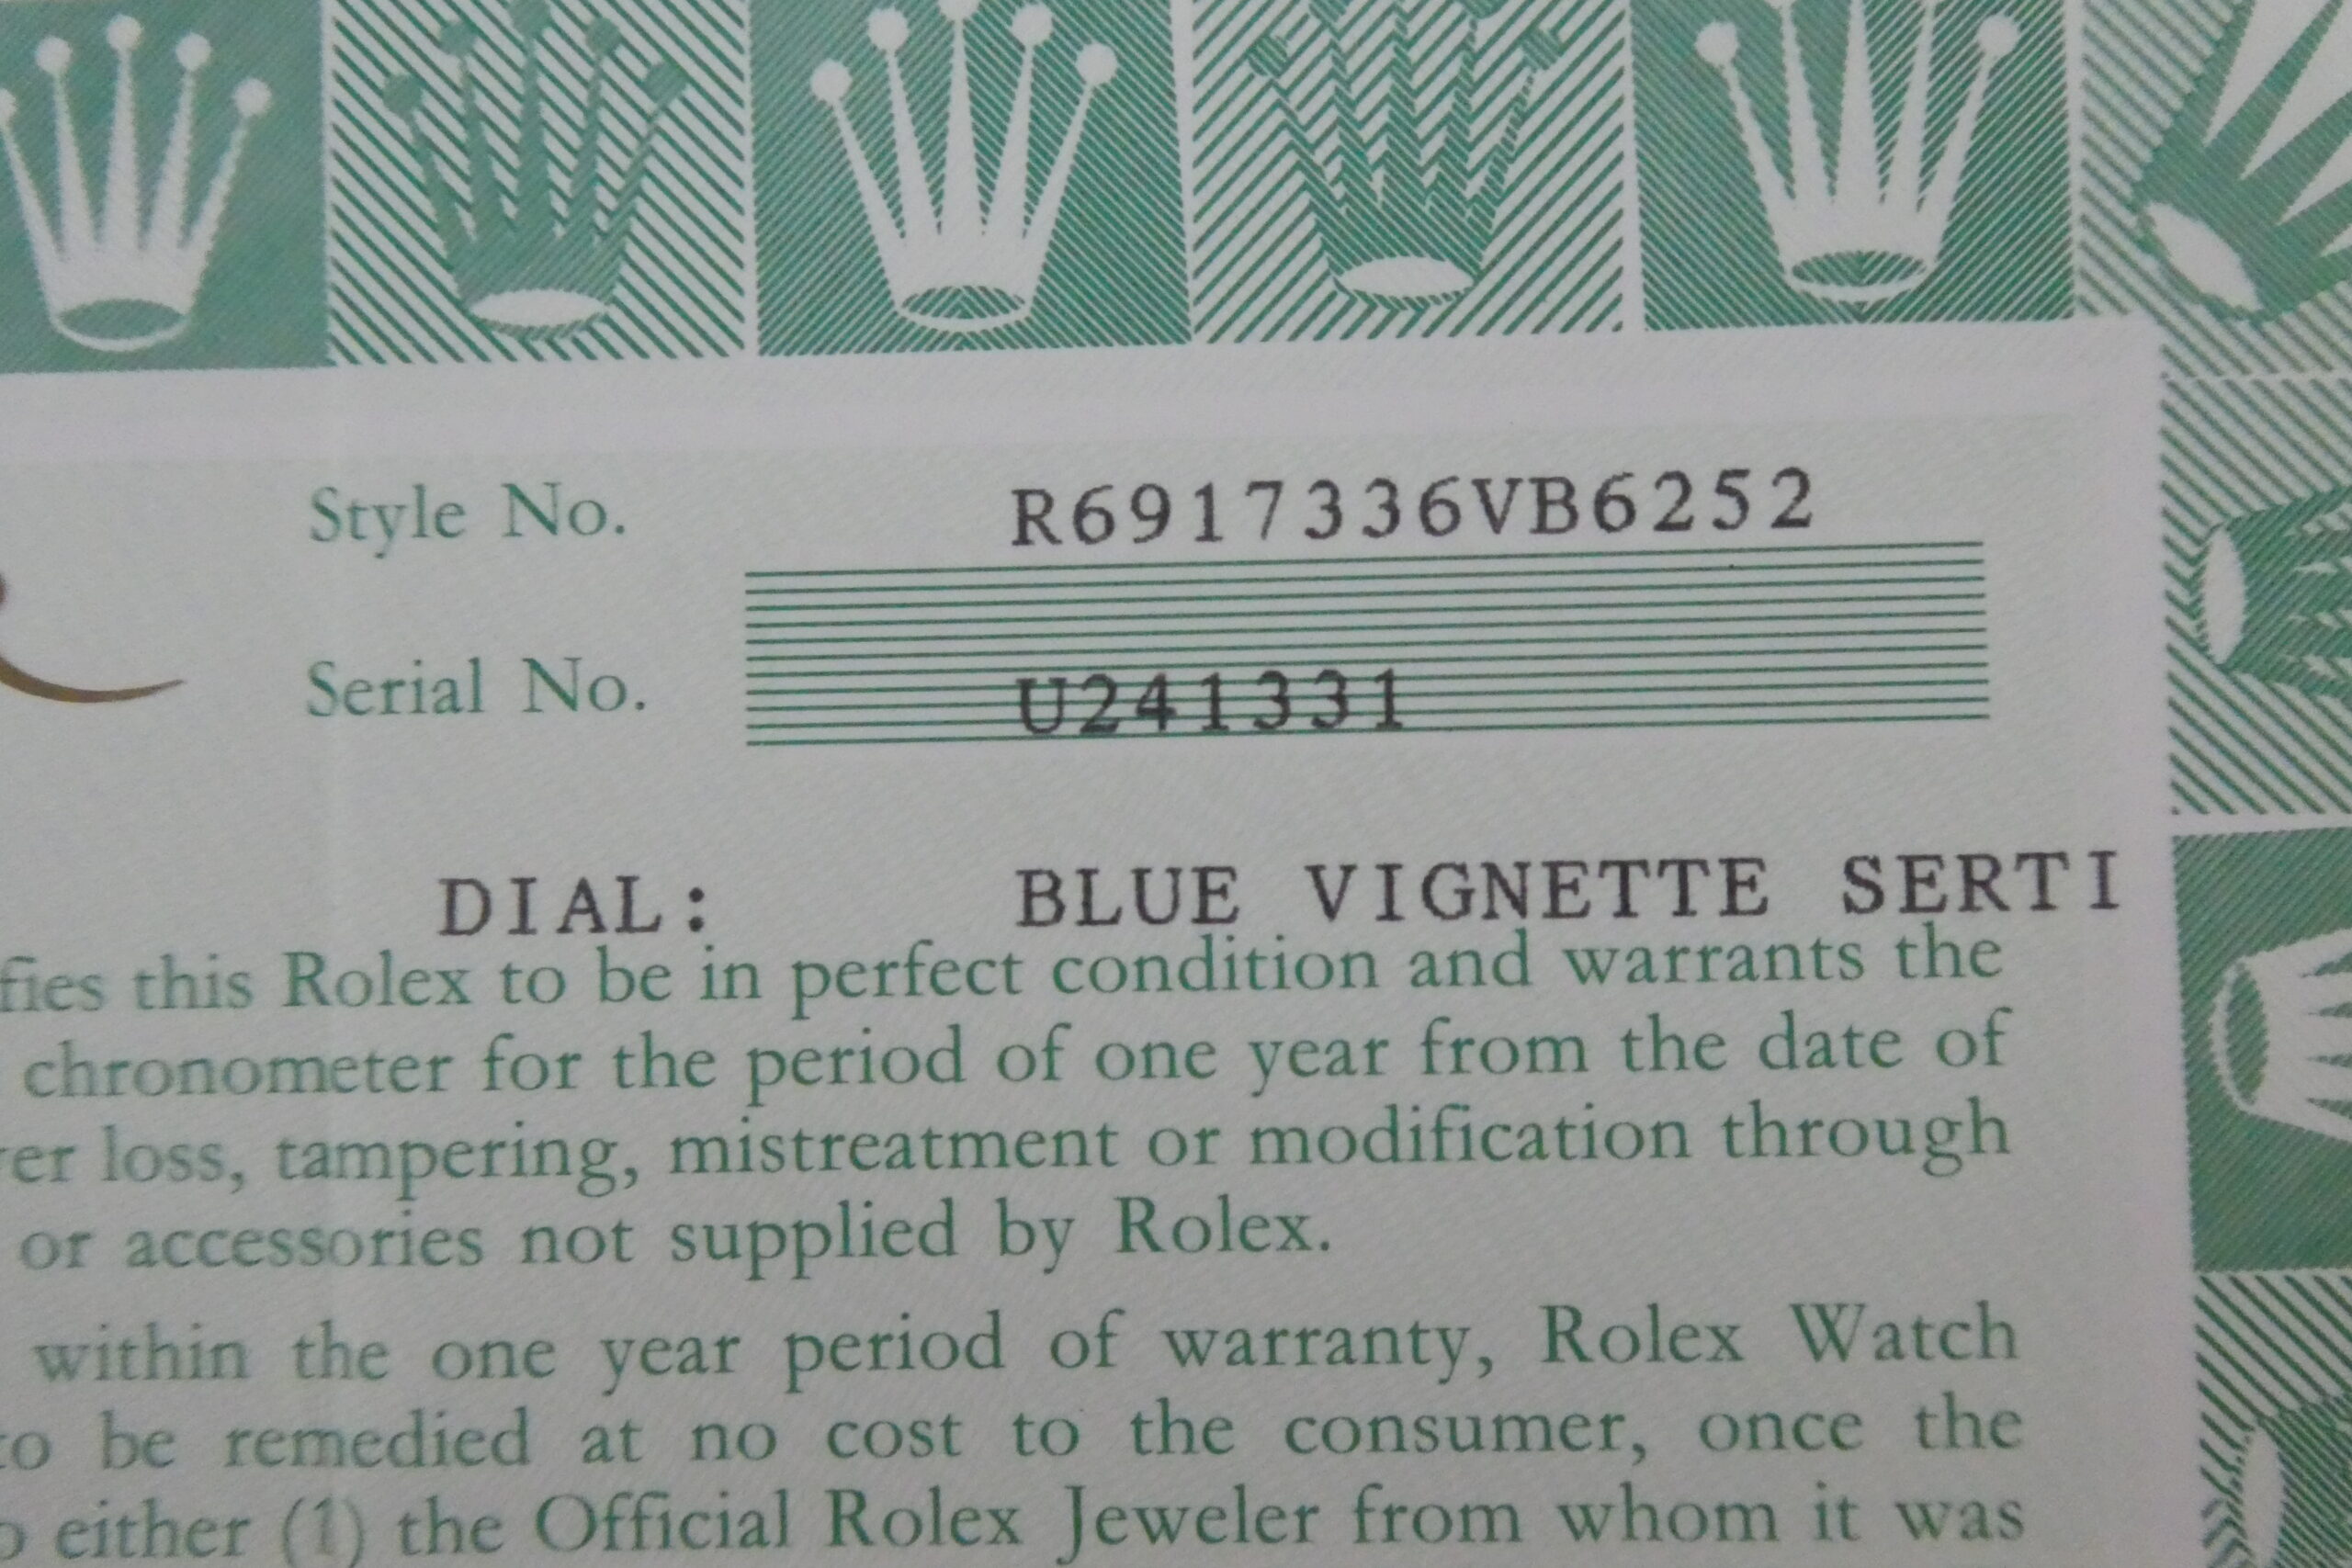 Style No. R6917336VB6252
Serial No. U241331
DIAL: BLUE VIGNETTE SERTI
fies this Rolex to be in perfect condition and warrants the
chronometer for the period of one year from the date of
er loss, tampering, mistreatment or modification through
or accessories not supplied by Rolex.
within the one year period of warranty, Rolex Watch
to be remedied at no cost to the consumer, once the
either (1) the Official Rolex Jeweler from whom it was